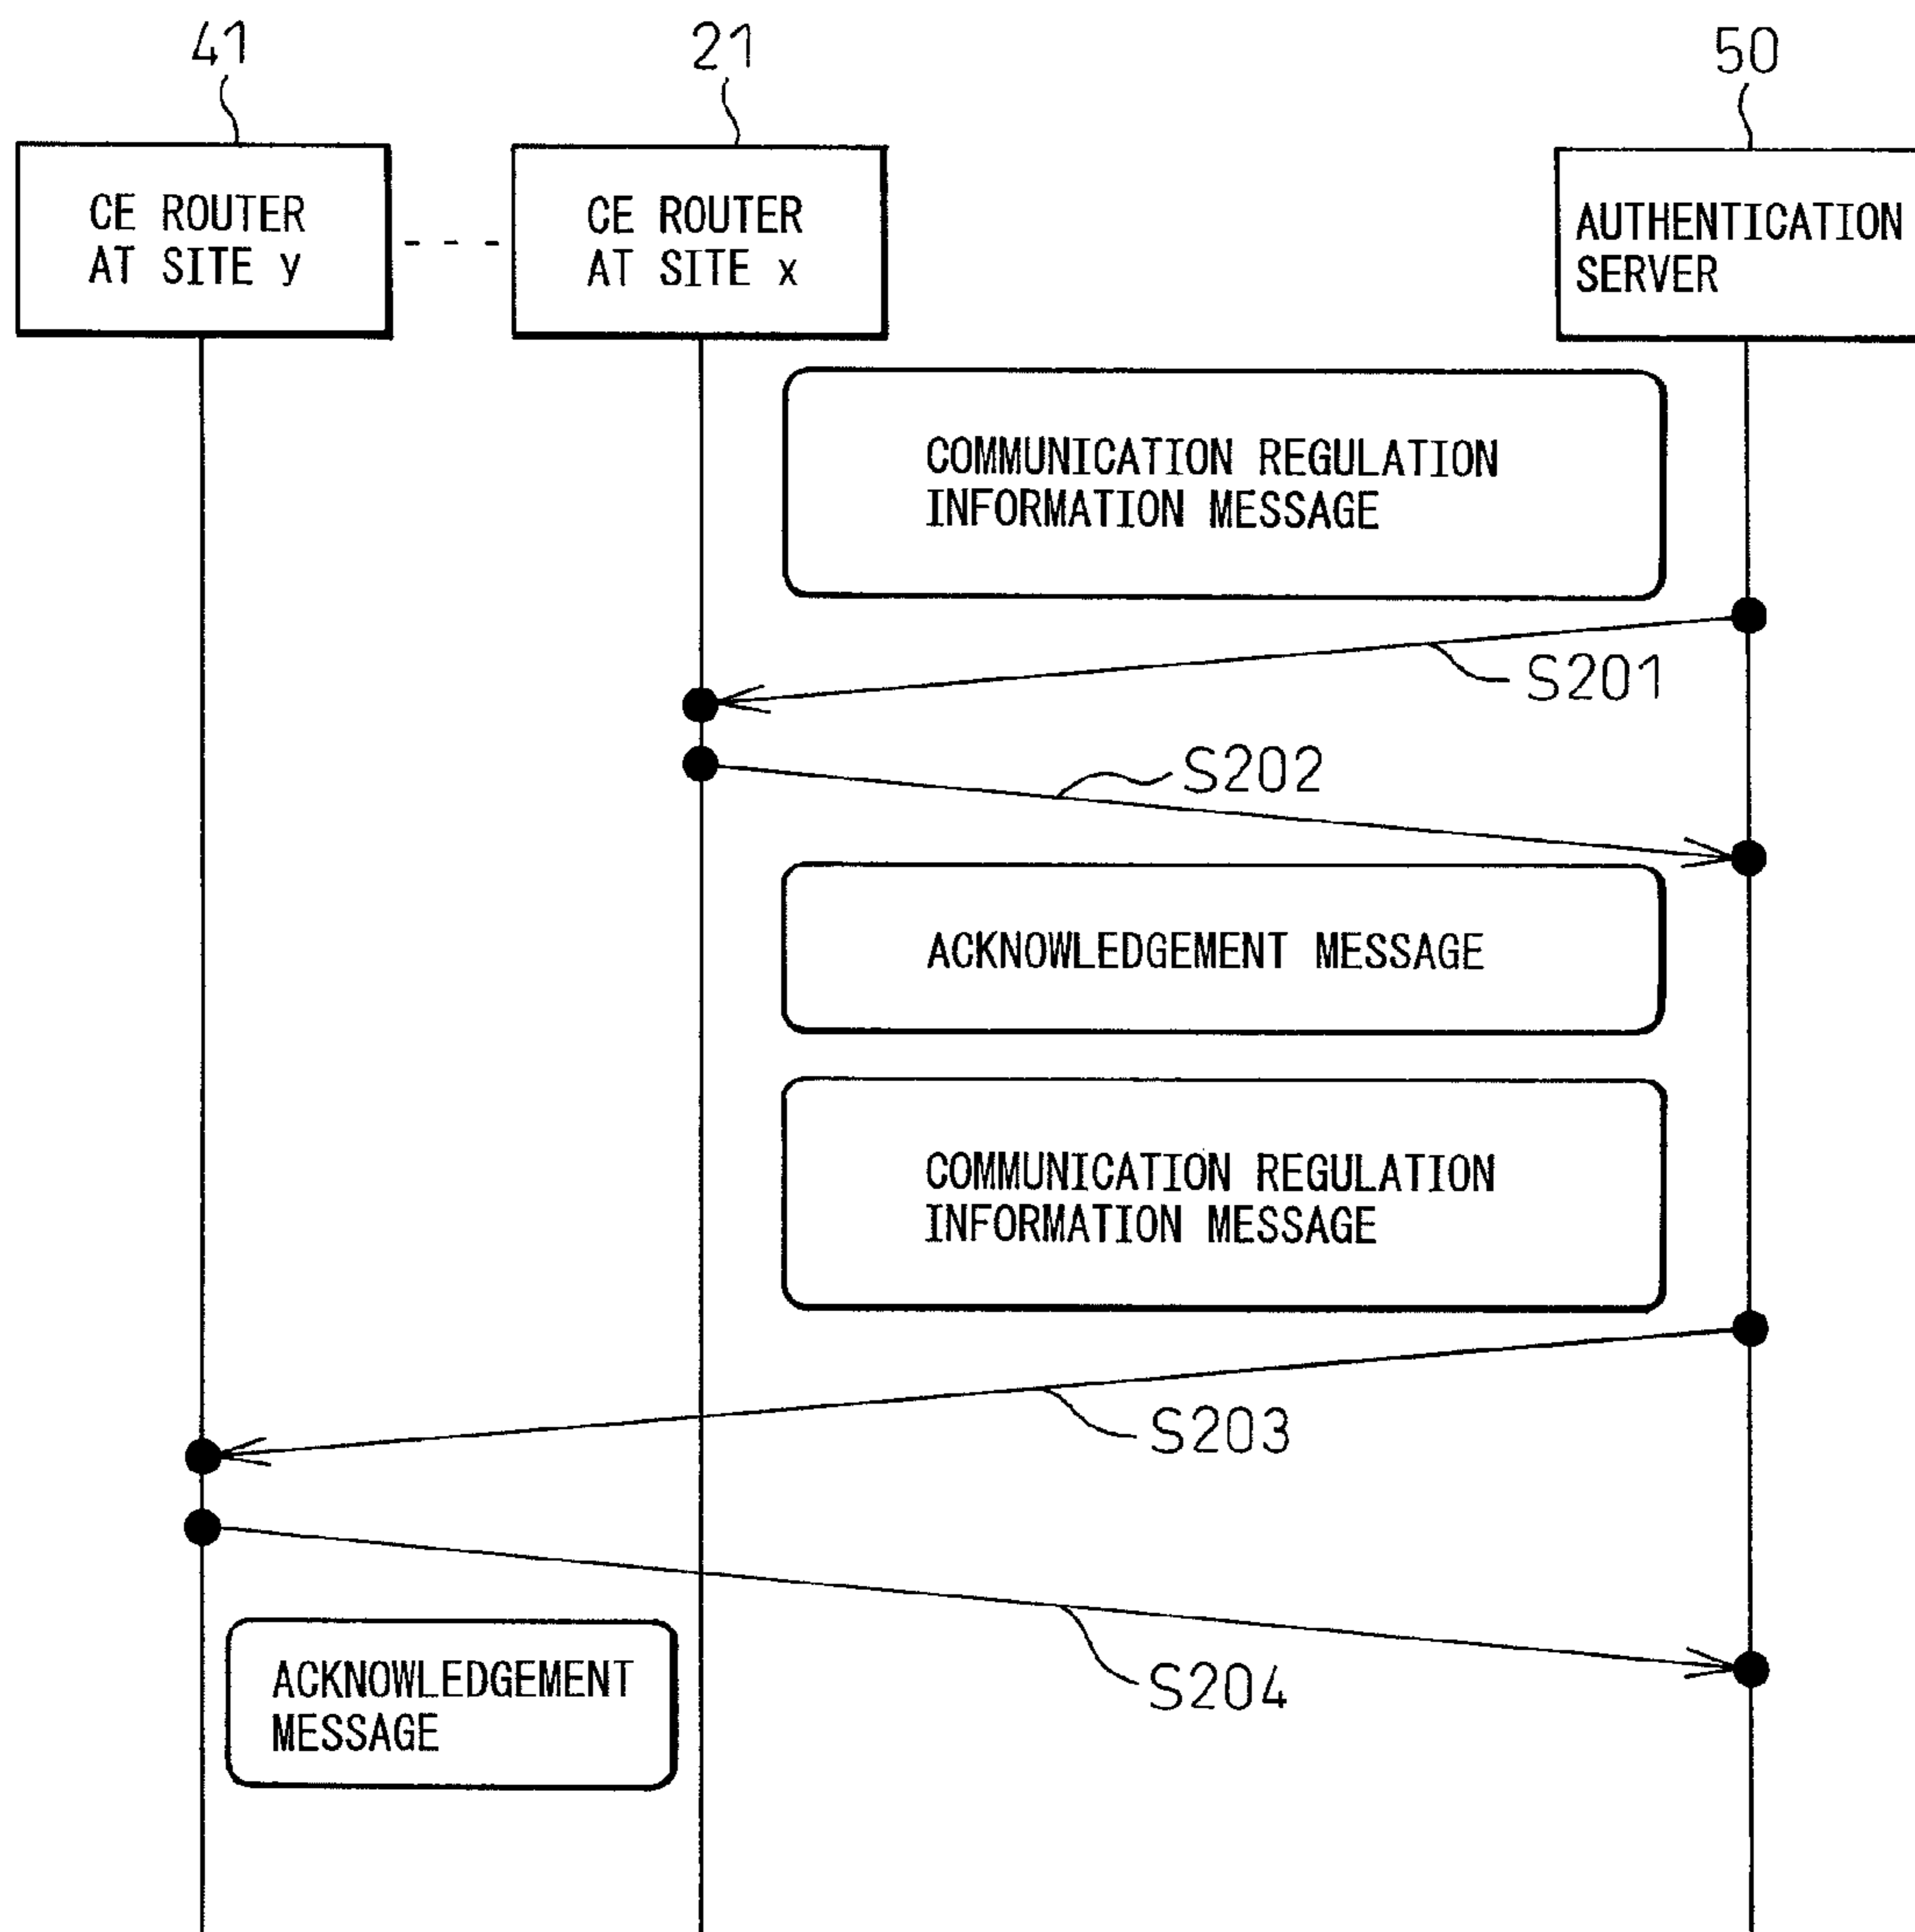 41
21
50
CE ROUTER
AT SITE y
CE ROUTER
AT SITE x
AUTHENTICATION
SERVER
COMMUNICATION REGULATION
INFORMATION MESSAGE
S201
S202
ACKNOWLEDGEMENT MESSAGE
COMMUNICATION REGULATION
INFORMATION MESSAGE
S203
S204
ACKNOWLEDGEMENT
MESSAGE